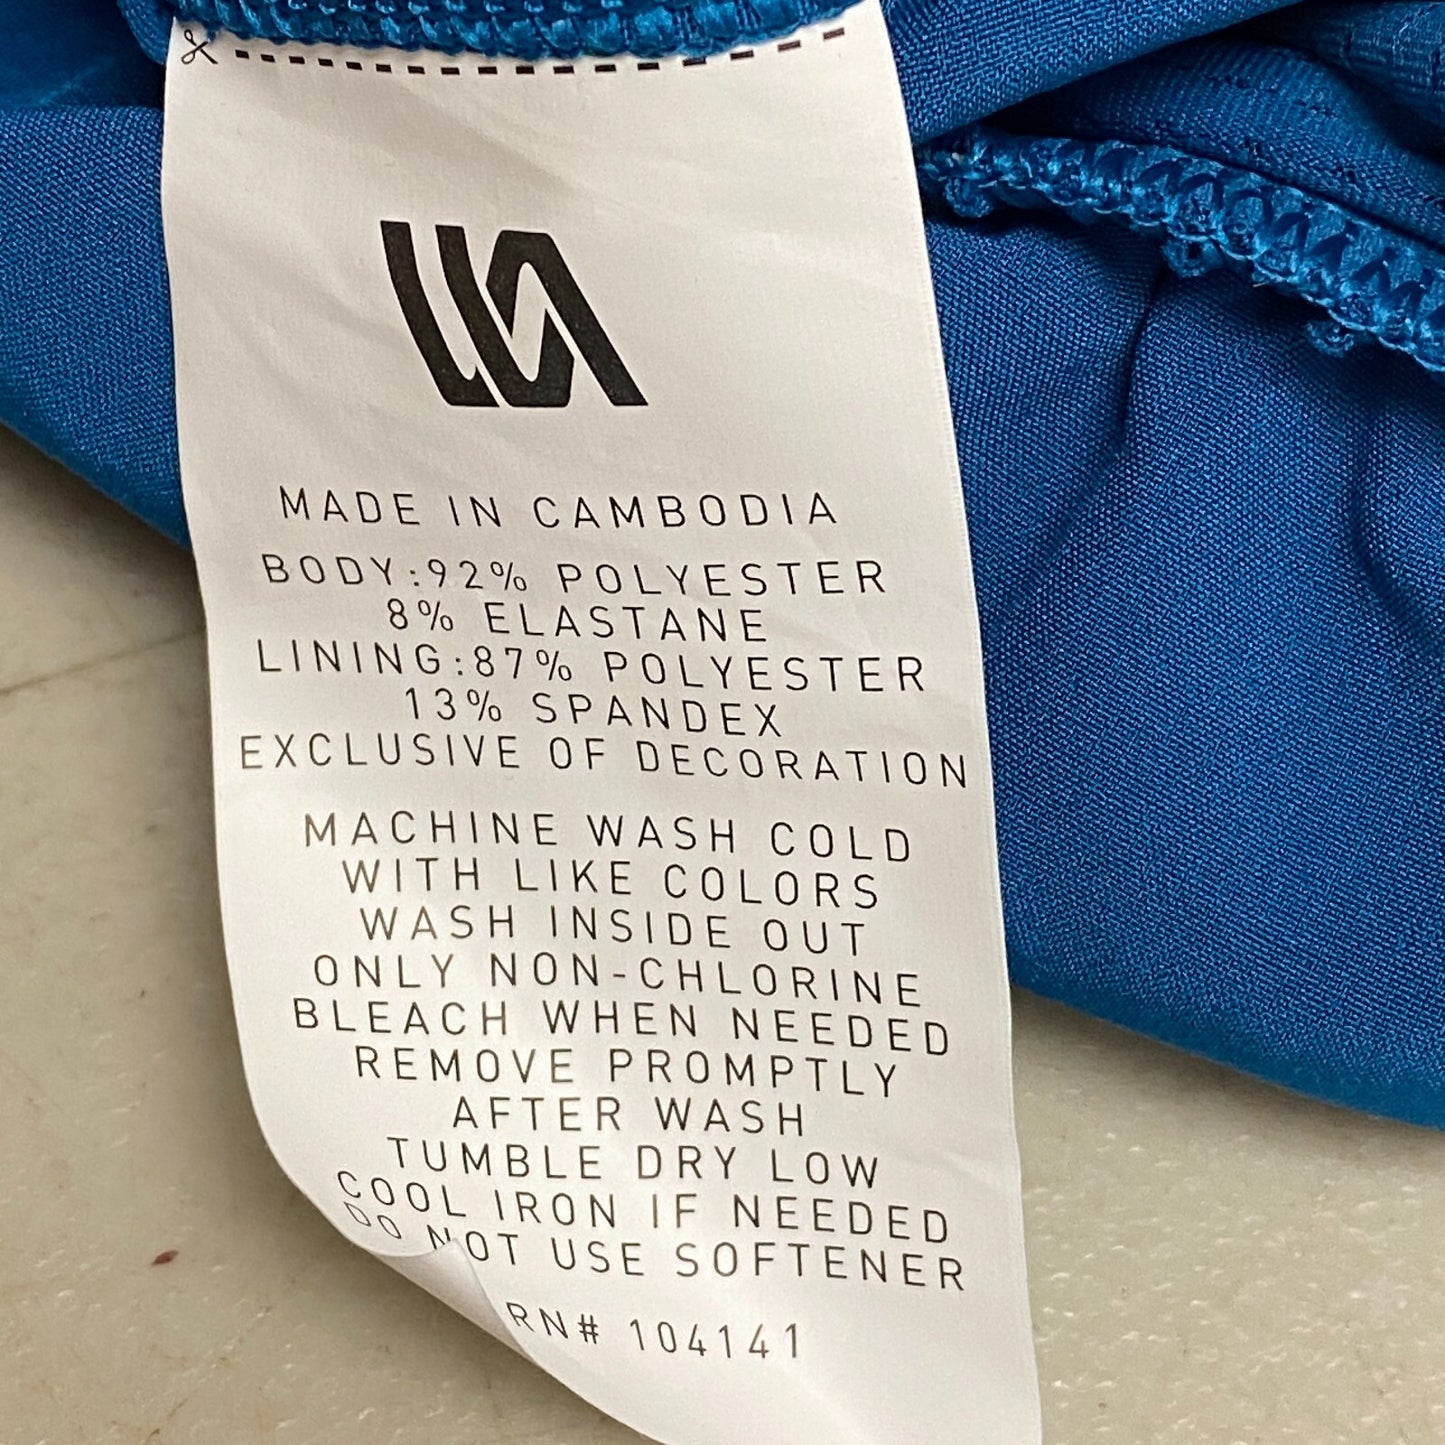 MADE IN CAMBODIA
BODY:92% POLYESTER
8% ELASTANE
LINING:87% POLYESTER
13% SPANDEX
EXCLUSIVE OF DECORATION
MACHINE WASH COLD
WITH LIKE COLORS
WASH INSIDE OUT
ONLY NON-CHLORINE
BLEACH WHEN NEEDED
REMOVE PROMPTLY
AFTER WASH
TUMBLE DRY LOW
COOL IRON IF NEEDED
DO NOT USE SOFTENER
RN# 104141